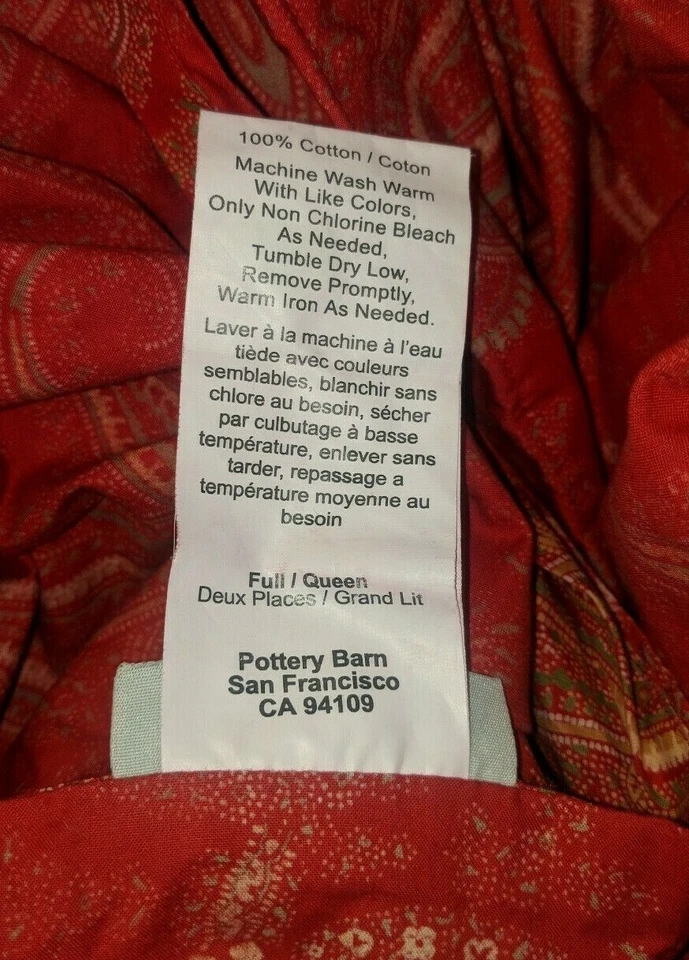 100% Cotton / Coton
Machine Wash Warm
With Like Colors,
Only Non Chlorine Bleach
As Needed,
Tumble Dry Low,
Remove Promptly,
Warm Iron As Needed.
Laver à la machine à l'eau
tiède avec couleurs
semblables, blanchir sans
chlore au besoin, sécher
par culbutage à basse
température, enlever sans
tarder, repassage a
température moyenne au
besoin
Full / Queen
Deux Places / Grand Lit
Pottery Barn
San Francisco
CA 94109